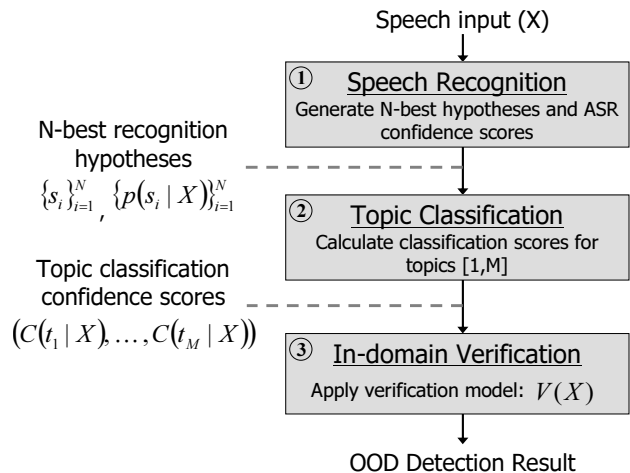 Speech input (X)
① Speech Recognition
Generate N-best hypotheses and ASR
confidence scores
N-best recognition
hypotheses
{s_i}_{i=1}^N , {p(s_i | X)}_{i=1}^N
② Topic Classification
Calculate classification scores for
topics [1,M]
Topic classification
confidence scores
(C(t_1 | X), ..., C(t_M | X))
③ In-domain Verification
Apply verification model: V(X)
OOD Detection Result